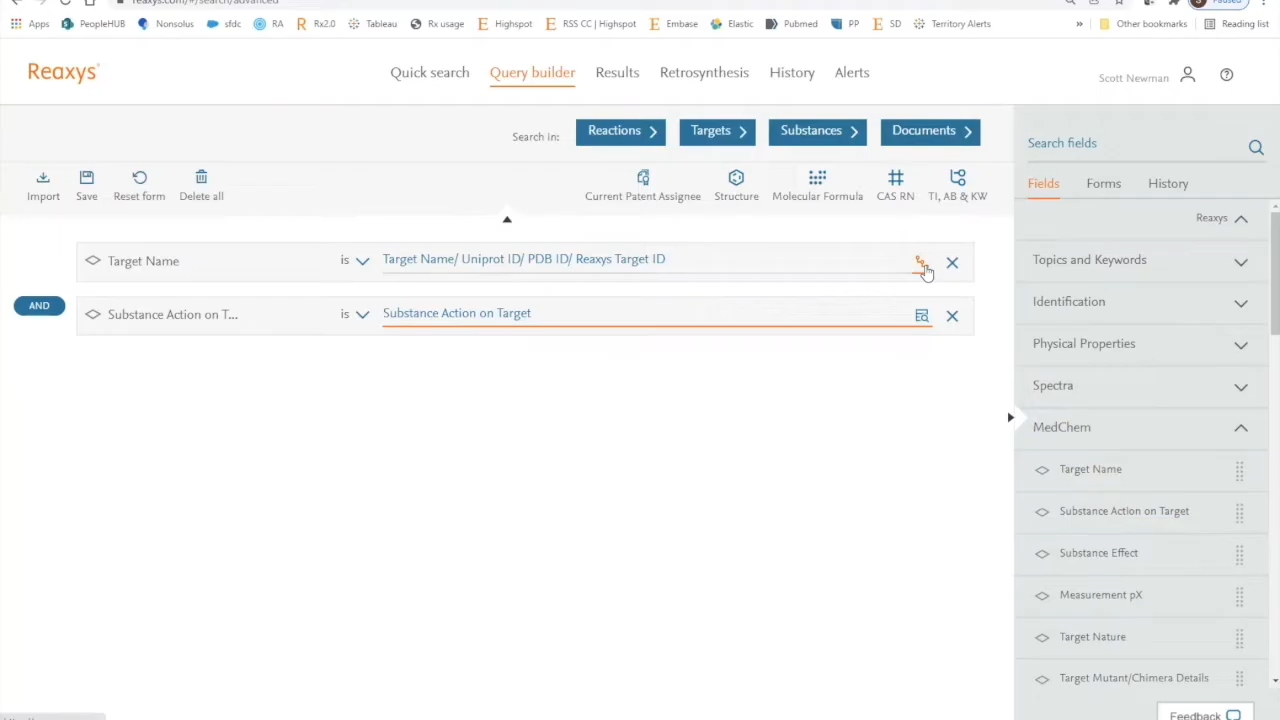 reaxys.com/#/search/advanced
Paused
Apps PeopleHUB Nonsolus sfdc RA Rx2.0 Tableau Rx usage Highspot RSS CC | Highspot Embase Elastic Pubmed PP SD Territory Alerts » Other bookmarks Reading list
Reaxys®
Quick search Query builder Results Retrosynthesis History Alerts
Scott Newman
Search in: Reactions Targets Substances Documents
Search fields
Import Save Reset form Delete all
Current Patent Assignee Structure Molecular Formula CAS RN TI, AB & KW
Fields Forms History
Reaxys
Target Name is Target Name/ Uniprot ID/ PDB ID/ Reaxys Target ID
AND
Substance Action on T... is Substance Action on Target
Topics and Keywords
Identification
Physical Properties
Spectra
MedChem
Target Name
Substance Action on Target
Substance Effect
Measurement pX
Target Nature
Target Mutant/Chimera Details
Feedback